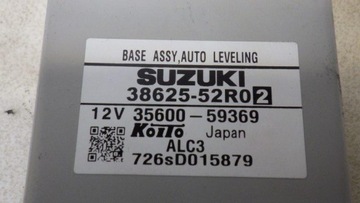 BASE ASSY,AUTO LEVELING
SUZUKI
38625-52R02
12V 35600-59369
KOITO Japan
ALC3
726sD015879